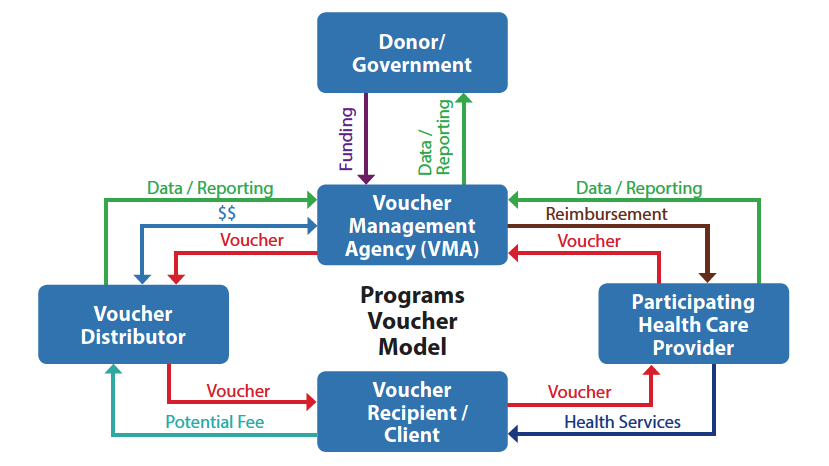 Donor/
Government
Funding
Data /
Reporting
Data / Reporting
$$
Voucher
Voucher
Management
Agency (VMA)
Data / Reporting
Reimbursement
Voucher
Voucher
Distributor
Programs
Voucher
Model
Participating
Health Care
Provider
Voucher
Potential Fee
Voucher
Recipient /
Client
Voucher
Health Services